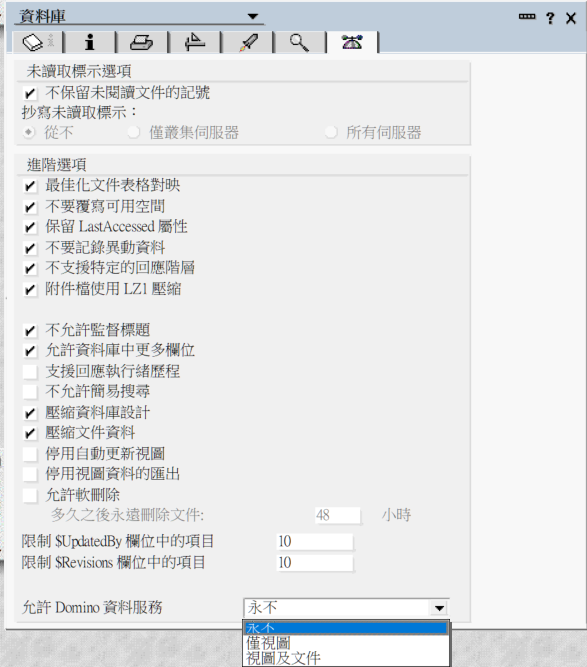 資料庫
? X
i
i
未讀取標示選項
不保留未閱讀文件的記號
抄寫未讀取標示：
從不 僅叢集伺服器 所有伺服器
進階選項
最佳化文件表格對映
不要覆寫可用空間
保留 LastAccessed 屬性
不要記錄異動資料
不支援特定的回應階層
附件檔使用 LZ1 壓縮
不允許監督標題
允許資料庫中更多欄位
支援回應執行緒歷程
不允許簡易搜尋
壓縮資料庫設計
壓縮文件資料
停用自動更新視圖
停用視圖資料的匯出
允許軟刪除
多久之後永遠刪除文件: 48 小時
限制 $UpdatedBy 欄位中的項目 10
限制 $Revisions 欄位中的項目 10
允許 Domino 資料服務 永不
永不
僅視圖
視圖及文件